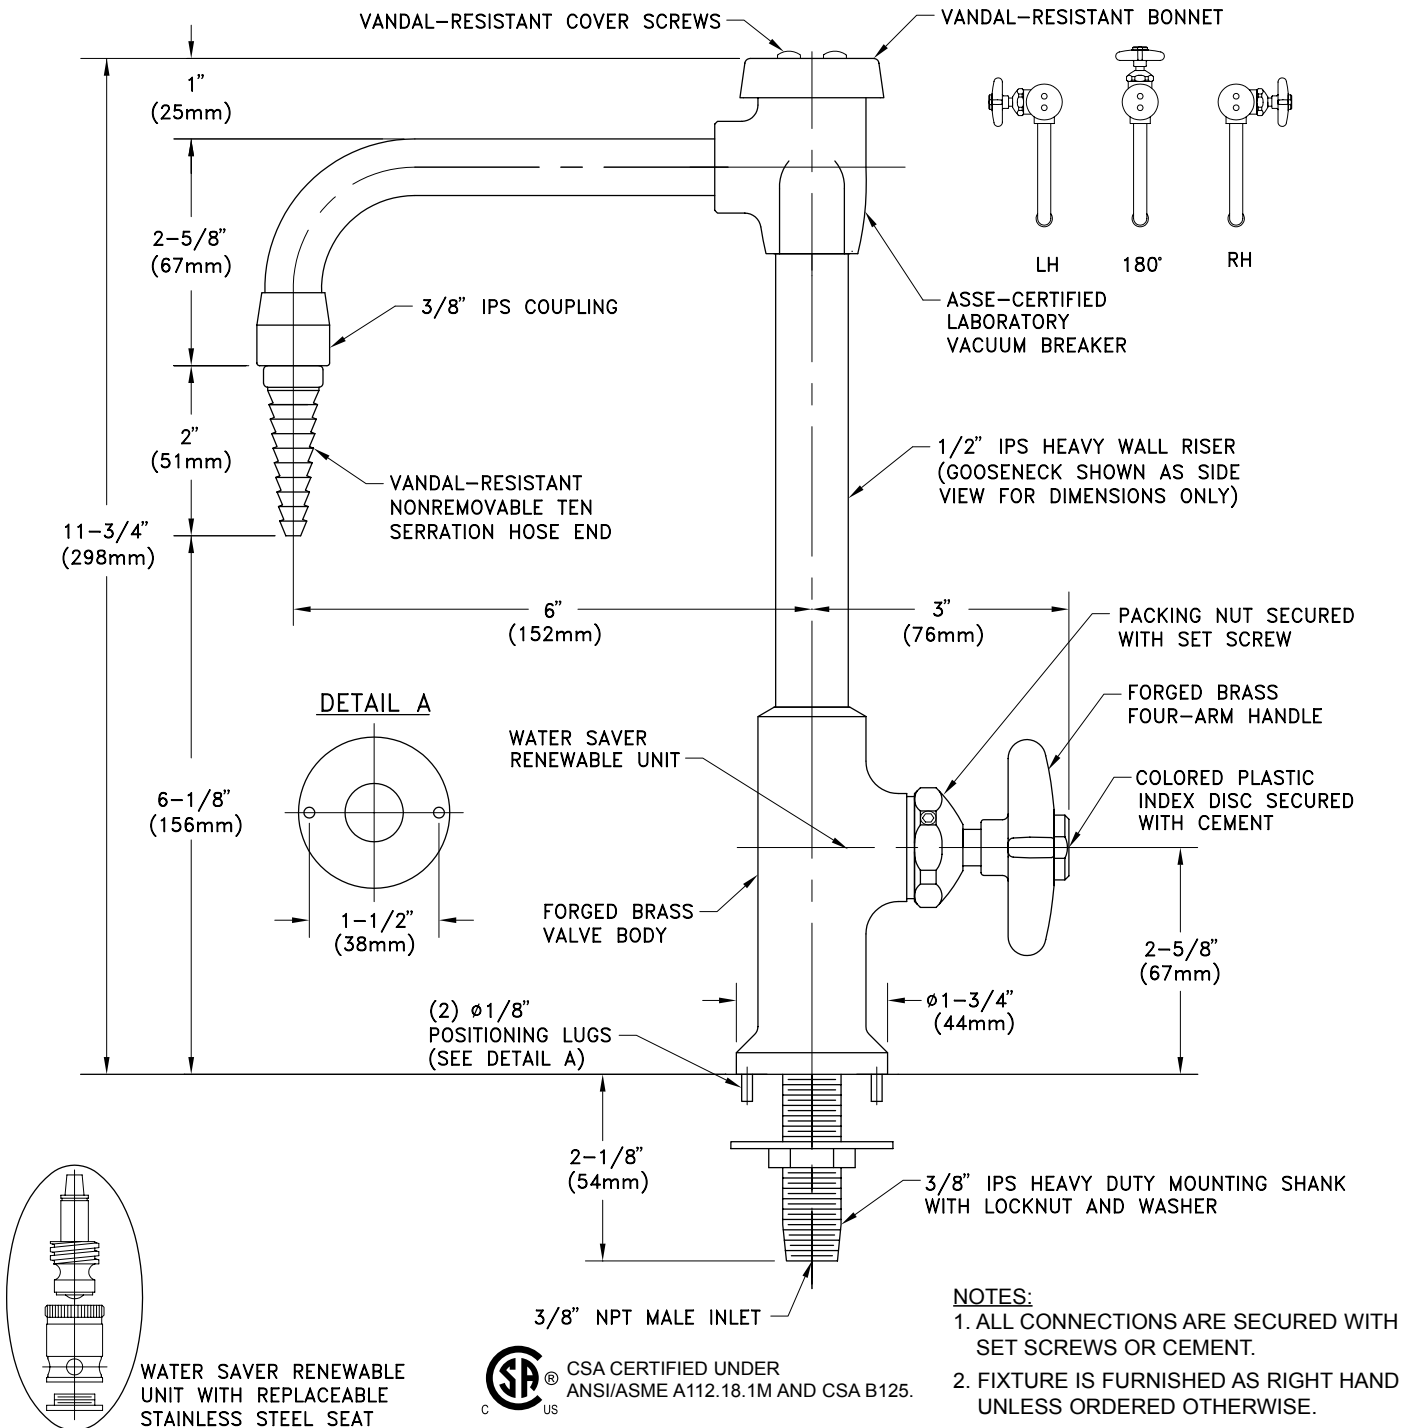 VANDAL-RESISTANT COVER SCREWS
VANDAL-RESISTANT BONNET
1"
(25mm)
2-5/8"
(67mm)
LH
180°
RH
3/8" IPS COUPLING
ASSE-CERTIFIED
LABORATORY
VACUUM BREAKER
2"
(51mm)
1/2" IPS HEAVY WALL RISER
(GOOSENECK SHOWN AS SIDE
VIEW FOR DIMENSIONS ONLY)
VANDAL-RESISTANT
NONREMOVABLE TEN
SERRATION HOSE END
11-3/4"
(298mm)
6"
(152mm)
3"
(76mm)
PACKING NUT SECURED
WITH SET SCREW
DETAIL A
FORGED BRASS
FOUR-ARM HANDLE
WATER SAVER
RENEWABLE UNIT
COLORED PLASTIC
INDEX DISC SECURED
WITH CEMENT
6-1/8"
(156mm)
1-1/2"
(38mm)
FORGED BRASS
VALVE BODY
2-5/8"
(67mm)
(2) ø1/8"
POSITIONING LUGS
(SEE DETAIL A)
ø1-3/4"
(44mm)
2-1/8"
(54mm)
3/8" IPS HEAVY DUTY MOUNTING SHANK
WITH LOCKNUT AND WASHER
3/8" NPT MALE INLET
WATER SAVER RENEWABLE
UNIT WITH REPLACEABLE
STAINLESS STEEL SEAT
C SA ® US
CSA CERTIFIED UNDER
ANSI/ASME A112.18.1M AND CSA B125.
NOTES:
1. ALL CONNECTIONS ARE SECURED WITH
SET SCREWS OR CEMENT.
2. FIXTURE IS FURNISHED AS RIGHT HAND
UNLESS ORDERED OTHERWISE.